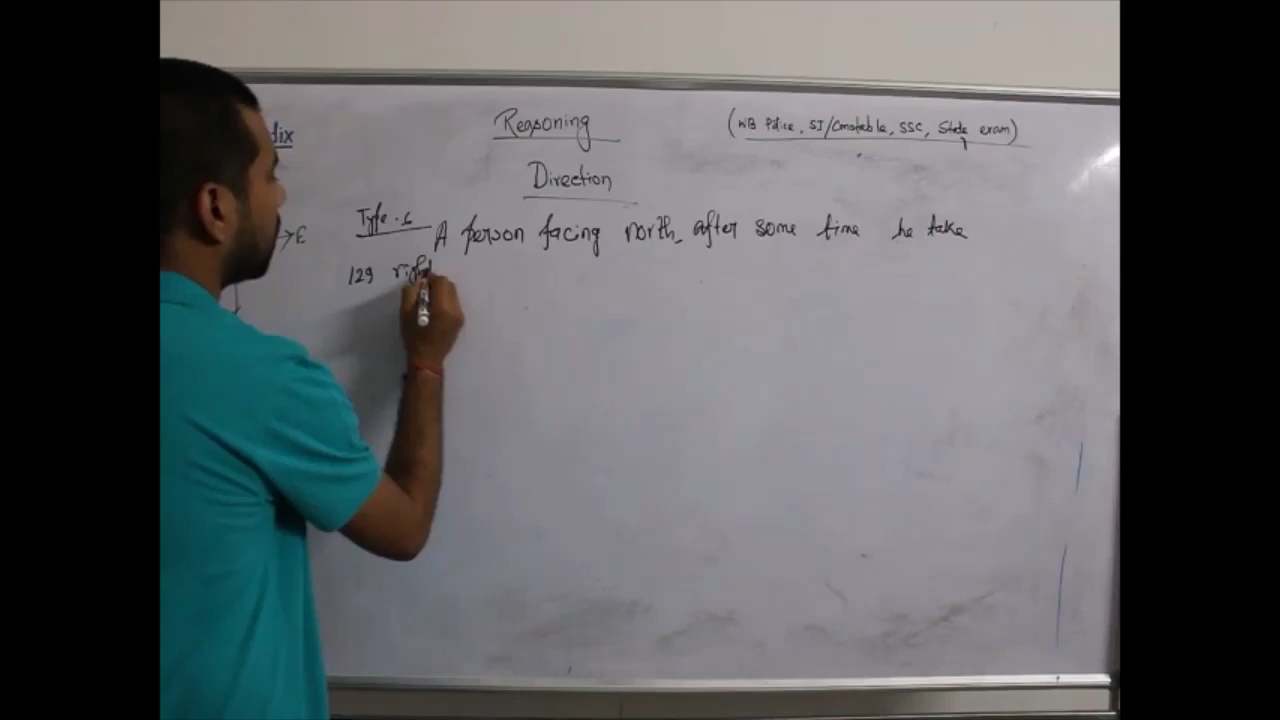 Reasoning
(WB Police, SI/Constable, SSC, State exam)
Direction
→E
Type-6
A person facing north, after some time he take
129 right